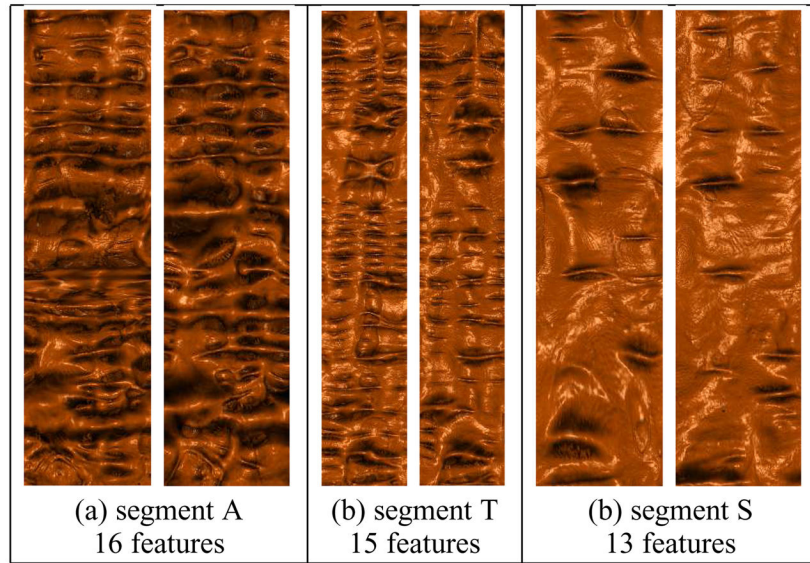 (a) segment A
16 features
(b) segment T
15 features
(b) segment S
13 features